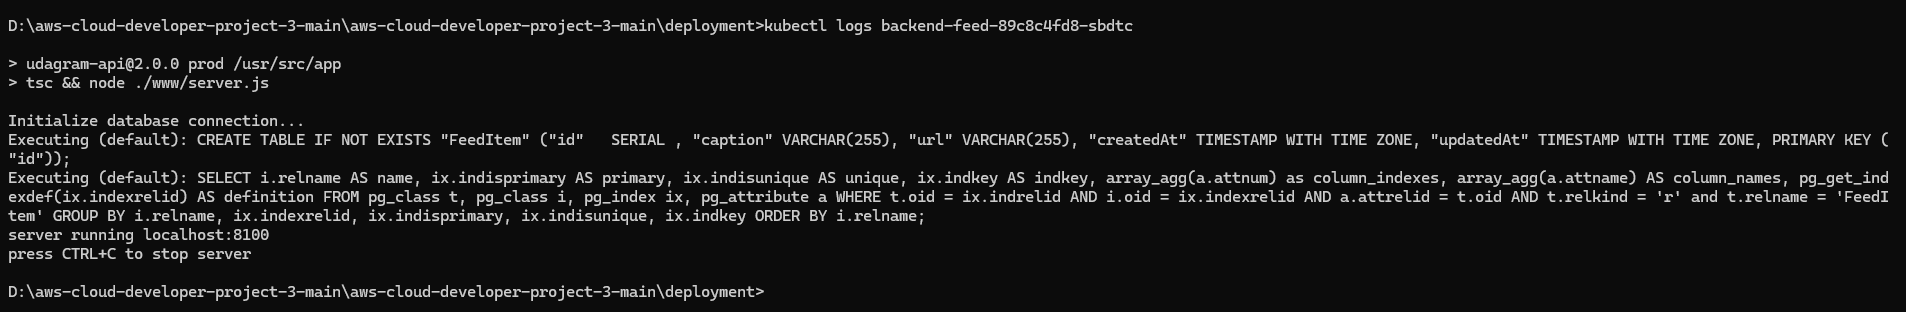 D:\aws-cloud-developer-project-3-main\aws-cloud-developer-project-3-main\deployment>kubectl logs backend-feed-89c8c4fd8-sbdtc
> udagram-api@2.0.0 prod /usr/src/app
> tsc && node ./www/server.js
Initialize database connection...
Executing (default): CREATE TABLE IF NOT EXISTS "FeedItem" ("id"   SERIAL , "caption" VARCHAR(255), "url" VARCHAR(255), "createdAt" TIMESTAMP WITH TIME ZONE, "updatedAt" TIMESTAMP WITH TIME ZONE, PRIMARY KEY (
"id"));
Executing (default): SELECT i.relname AS name, ix.indisprimary AS primary, ix.indisunique AS unique, ix.indkey AS indkey, array_agg(a.attnum) as column_indexes, array_agg(a.attname) AS column_names, pg_get_ind
exdef(ix.indexrelid) AS definition FROM pg_class t, pg_class i, pg_index ix, pg_attribute a WHERE t.oid = ix.indrelid AND i.oid = ix.indexrelid AND a.attrelid = t.oid AND t.relkind = 'r' and t.relname = 'FeedI
tem' GROUP BY i.relname, ix.indexrelid, ix.indisprimary, ix.indisunique, ix.indkey ORDER BY i.relname;
server running localhost:8100
press CTRL+C to stop server
D:\aws-cloud-developer-project-3-main\aws-cloud-developer-project-3-main\deployment>